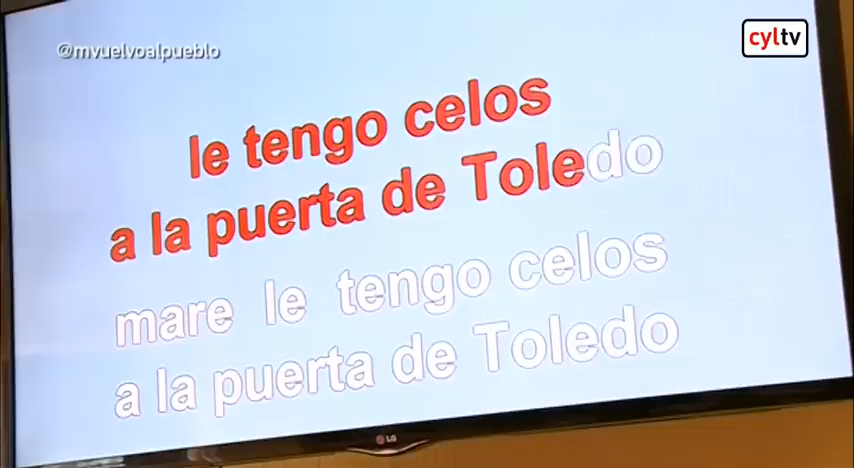 @mvuelvoalpueblo
cyltv
le tengo celos
a la puerta de Toledo
mare le tengo celos
a la puerta de Toledo
LG